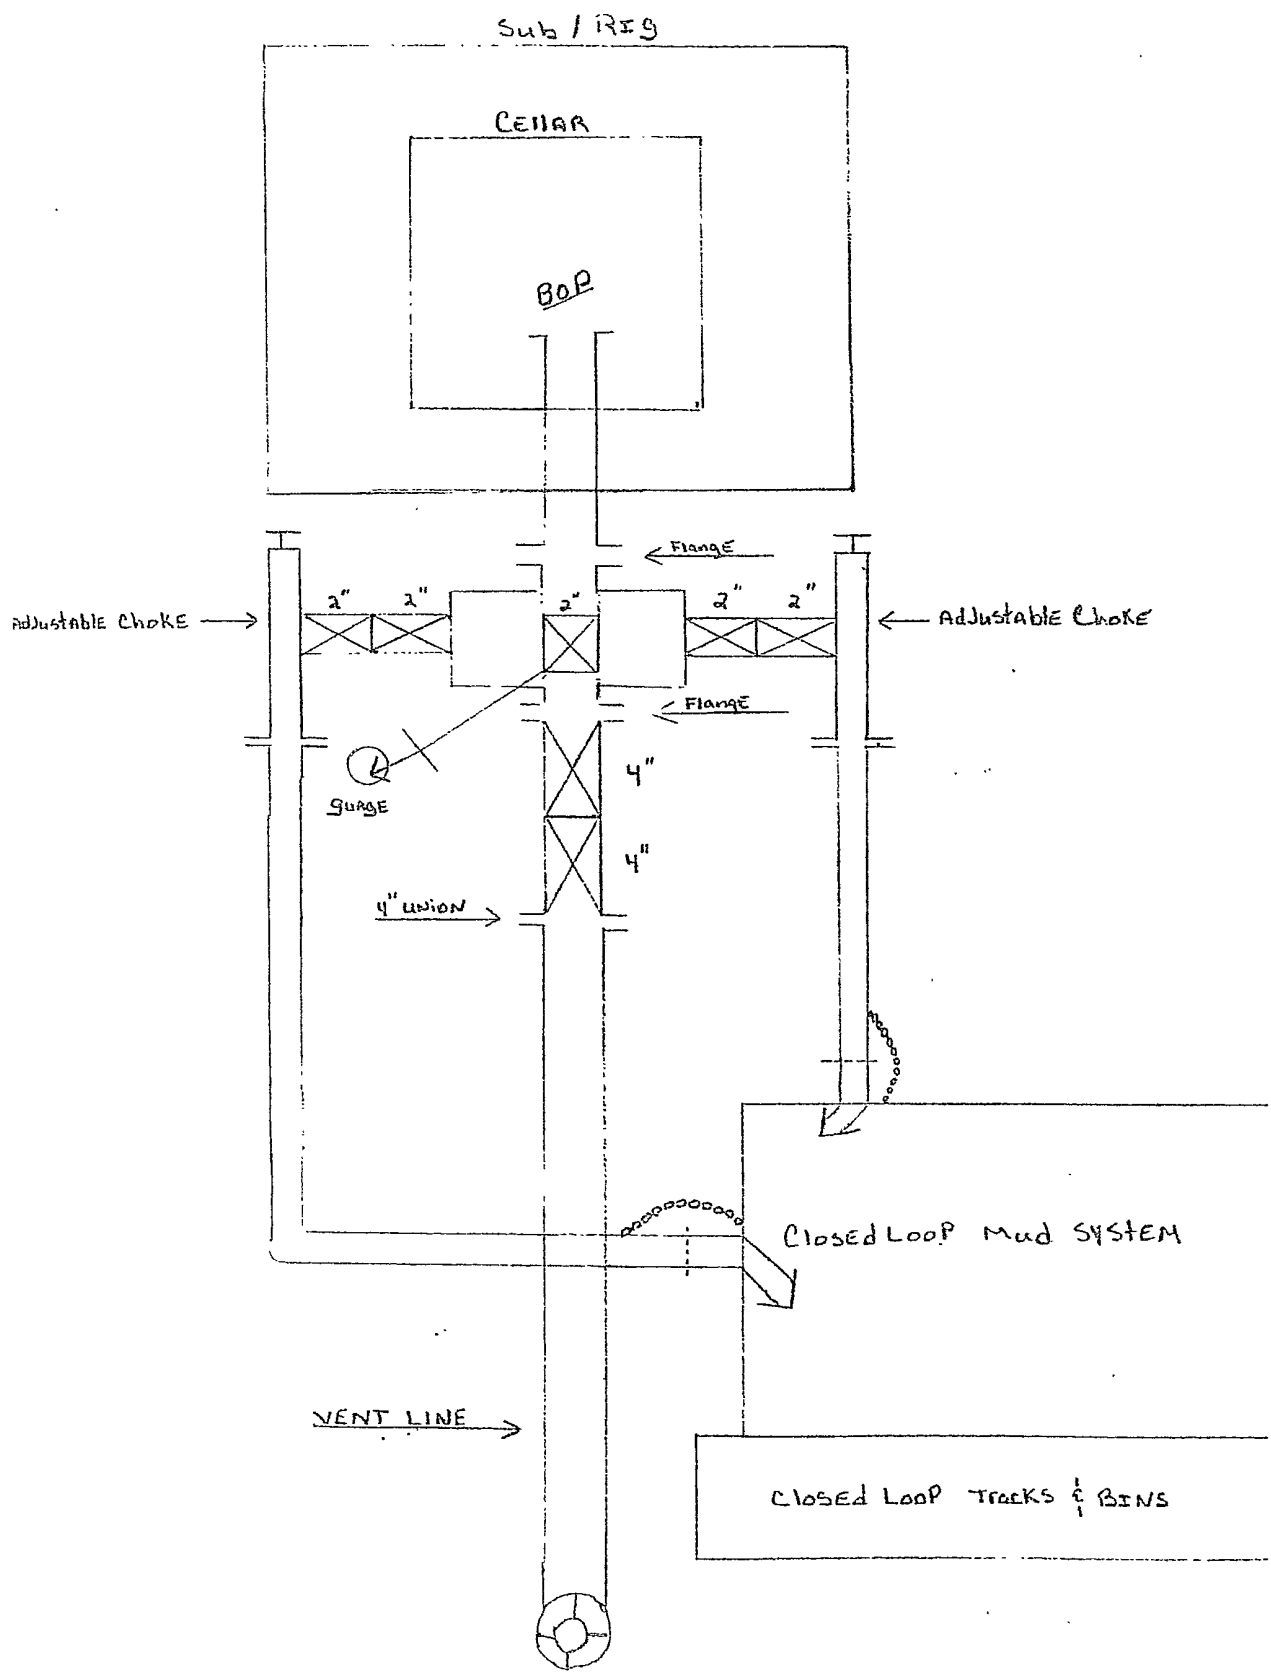 Sub / RIg
CEllAR
BOP
Flange
2" 2" 2" 2" 2"
Adjustable Choke
Adjustable Choke
Flange
4"
guage
4"
4" union
Closed Loop Mud System
VENT LINE
Closed Loop Tracks & BINS